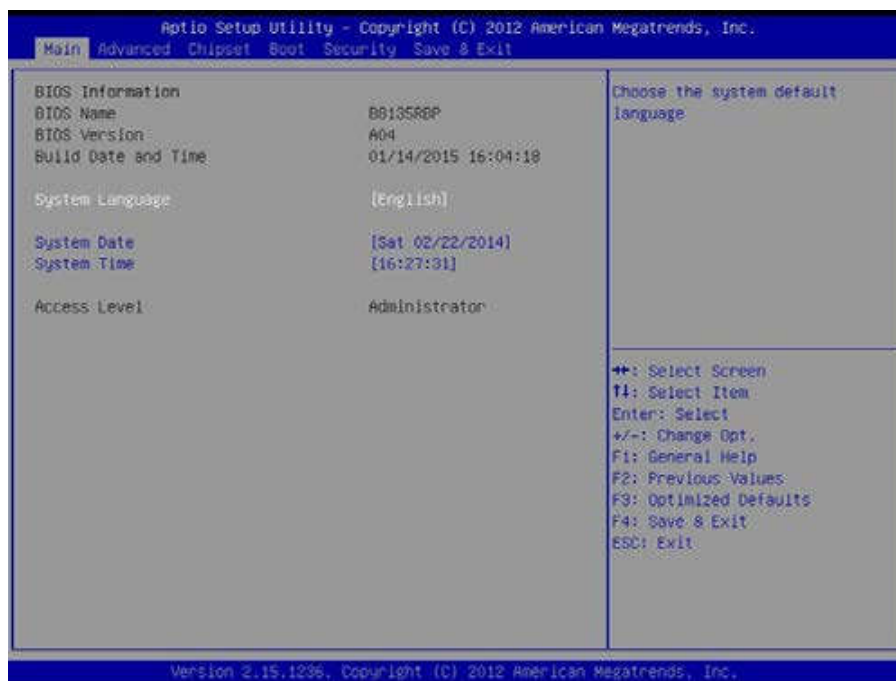 Aptio Setup Utility - Copyright (C) 2012 American Megatrends, Inc.
Main Advanced Chipset Boot Security Save & Exit
BIOS Information
BIOS Name B8135RBP
BIOS Version A04
Build Date and Time 01/14/2015 16:04:18
System Language [English]
System Date [Sat 02/22/2014]
System Time [16:27:31]
Access Level Administrator
Choose the system default
language
→←: Select Screen
↑↓: Select Item
Enter: Select
+/-: Change Opt.
F1: General Help
F2: Previous Values
F3: Optimized Defaults
F4: Save & Exit
ESC: Exit
Version 2.15.1236. Copyright (C) 2012 American Megatrends, Inc.